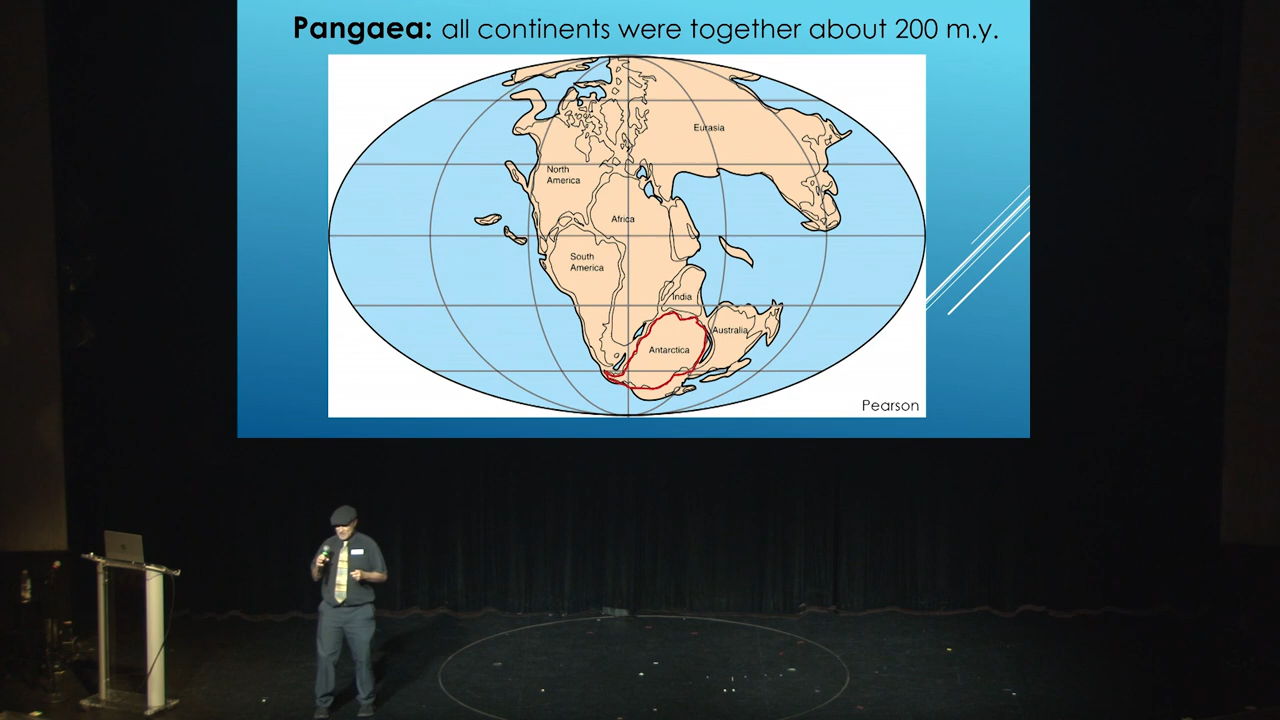 Pangaea: all continents were together about 200 m.y.
Eurasia
North
America
Africa
South
America
India
Australia
Antarctica
Pearson